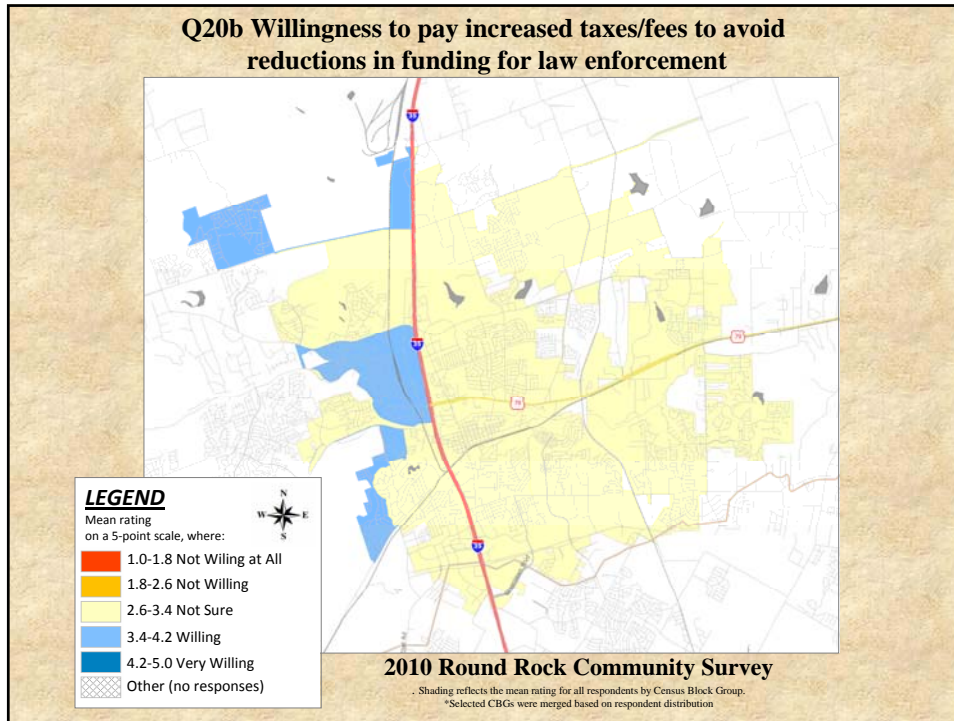 Q20b Willingness to pay increased taxes/fees to avoid
reductions in funding for law enforcement
35
35
79
79
35
LEGEND
Mean rating
on a 5-point scale, where:
N
W E
S
1.0-1.8 Not Wiling at All
1.8-2.6 Not Willing
2.6-3.4 Not Sure
3.4-4.2 Willing
4.2-5.0 Very Willing
Other (no responses)
2010 Round Rock Community Survey
. Shading reflects the mean rating for all respondents by Census Block Group.
*Selected CBGs were merged based on respondent distribution